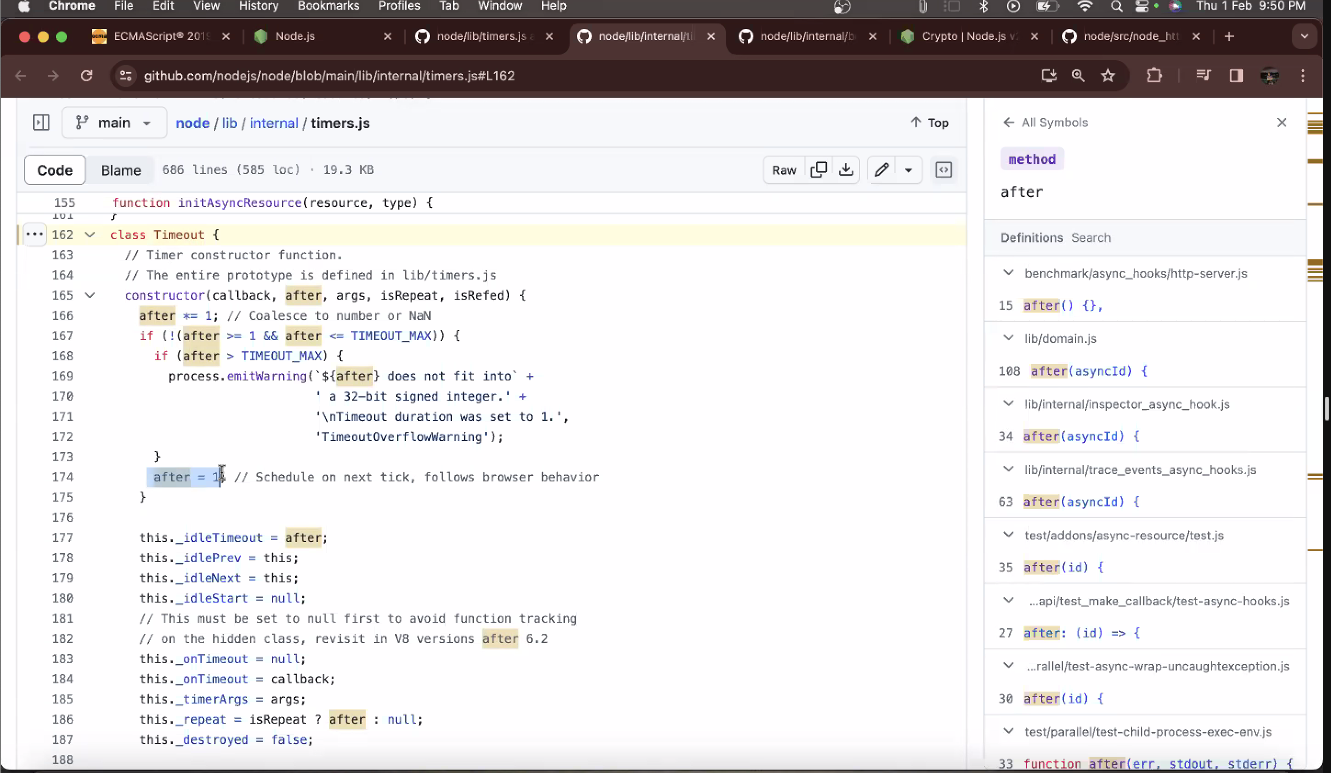 Chrome File Edit View History Bookmarks Profiles Tab Window Help Thu 1 Feb 9:50 PM
ECMAScript® 201 Node.js node/lib/timers.js a node/lib/internal/ti node/lib/internal/b Crypto | Node.js v node/src/node_ht
github.com/nodejs/node/blob/main/lib/internal/timers.js#L162
main node / lib / internal / timers.js Top
Code Blame 686 lines (585 loc) · 19.3 KB Raw
155 function initAsyncResource(resource, type) {
161 }
162 class Timeout {
163 // Timer constructor function.
164 // The entire prototype is defined in lib/timers.js
165 constructor(callback, after, args, isRepeat, isRefed) {
166 after *= 1; // Coalesce to number or NaN
167 if (!(after >= 1 && after <= TIMEOUT_MAX)) {
168 if (after > TIMEOUT_MAX) {
169 process.emitWarning(`${after} does not fit into` +
170 ' a 32-bit signed integer.' +
171 '\nTimeout duration was set to 1.',
172 'TimeoutOverflowWarning');
173 }
174 after = 1; // Schedule on next tick, follows browser behavior
175 }
176
177 this._idleTimeout = after;
178 this._idlePrev = this;
179 this._idleNext = this;
180 this._idleStart = null;
181 // This must be set to null first to avoid function tracking
182 // on the hidden class, revisit in V8 versions after 6.2
183 this._onTimeout = null;
184 this._onTimeout = callback;
185 this._timerArgs = args;
186 this._repeat = isRepeat ? after : null;
187 this._destroyed = false;
188
All Symbols
method
after
Definitions Search
benchmark/async_hooks/http-server.js
15 after() {},
lib/domain.js
108 after(asyncId) {
lib/internal/inspector_async_hook.js
34 after(asyncId) {
lib/internal/trace_events_async_hooks.js
63 after(asyncId) {
test/addons/async-resource/test.js
35 after(id) {
...api/test_make_callback/test-async-hooks.js
27 after: (id) => {
...rallel/test-async-wrap-uncaughtexception.js
30 after(id) {
test/parallel/test-child-process-exec-env.js
33 function after(err, stdout, stderr) {